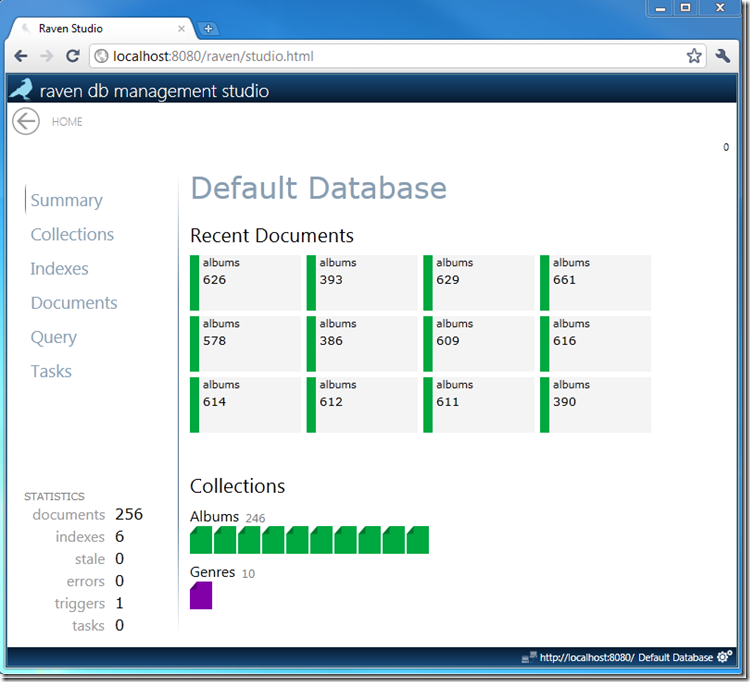 Raven Studio
localhost:8080/raven/studio.html
raven db management studio
HOME
0
Summary
Collections
Indexes
Documents
Query
Tasks
STATISTICS
documents 256
indexes 6
stale 0
errors 0
triggers 1
tasks 0
Default Database
Recent Documents
albums albums albums albums
626 393 629 661
albums albums albums albums
578 386 609 616
albums albums albums albums
614 612 611 390
Collections
Albums 246
Genres 10
http://localhost:8080/ Default Database